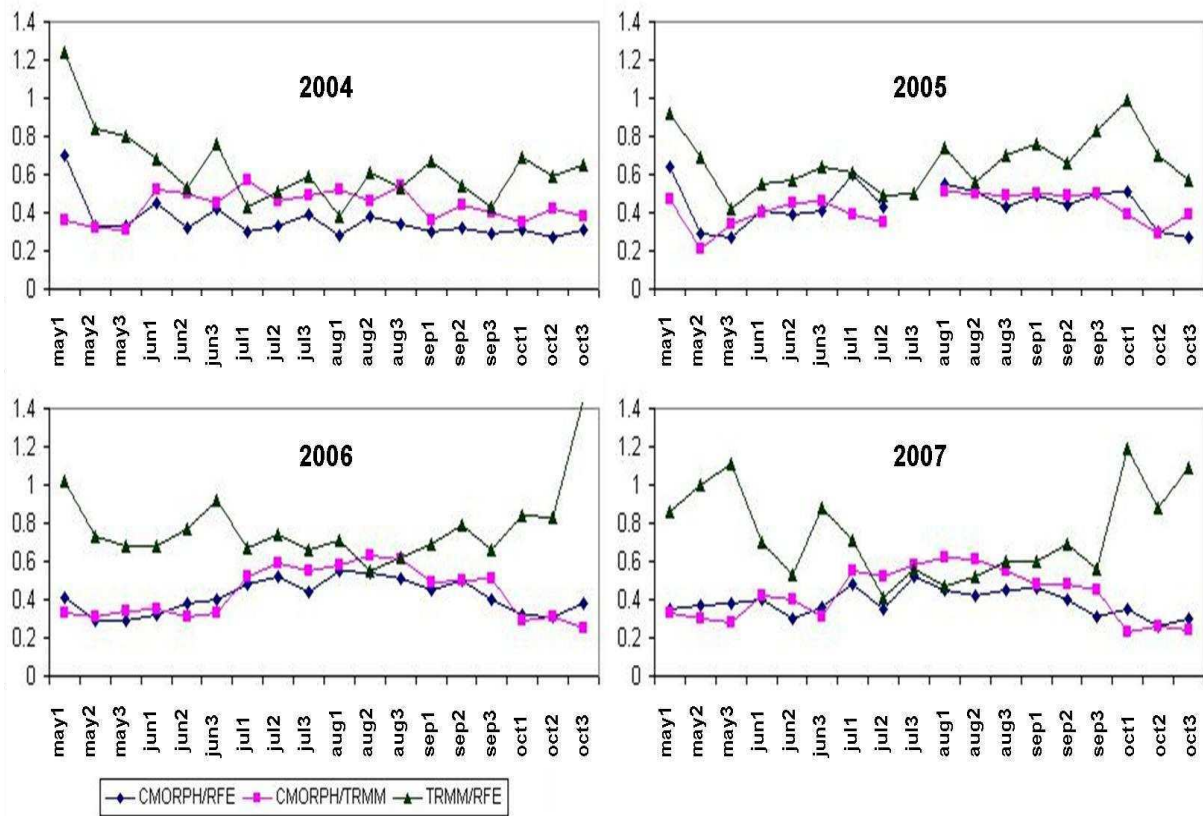 1.4
1.2
1
0.8
0.6
0.4
0.2
0
2004
may1
may2
may3
jun1
jun2
jun3
jul1
jul2
jul3
aug1
aug2
aug3
sep1
sep2
sep3
oct1
oct2
oct3
1.4
1.2
1
0.8
0.6
0.4
0.2
0
2005
may1
may2
may3
jun1
jun2
jun3
jul1
jul2
jul3
aug1
aug2
aug3
sep1
sep2
sep3
oct1
oct2
oct3
1.4
1.2
1
0.8
0.6
0.4
0.2
0
2006
may1
may2
may3
jun1
jun2
jun3
jul1
jul2
jul3
aug1
aug2
aug3
sep1
sep2
sep3
oct1
oct2
oct3
1.4
1.2
1
0.8
0.6
0.4
0.2
0
2007
may1
may2
may3
jun1
jun2
jun3
jul1
jul2
jul3
aug1
aug2
aug3
sep1
sep2
sep3
oct1
oct2
oct3
CMORPH/RFE CMORPH/TRMM TRMM/RFE